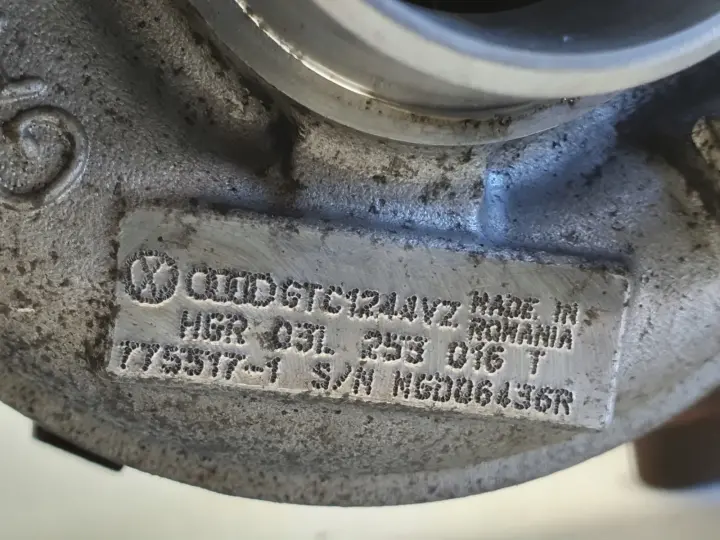 GTC1244VZ MADE IN
ROMANIA
HGR 03L 253 016 T
775517-1 S/N NGD06436R